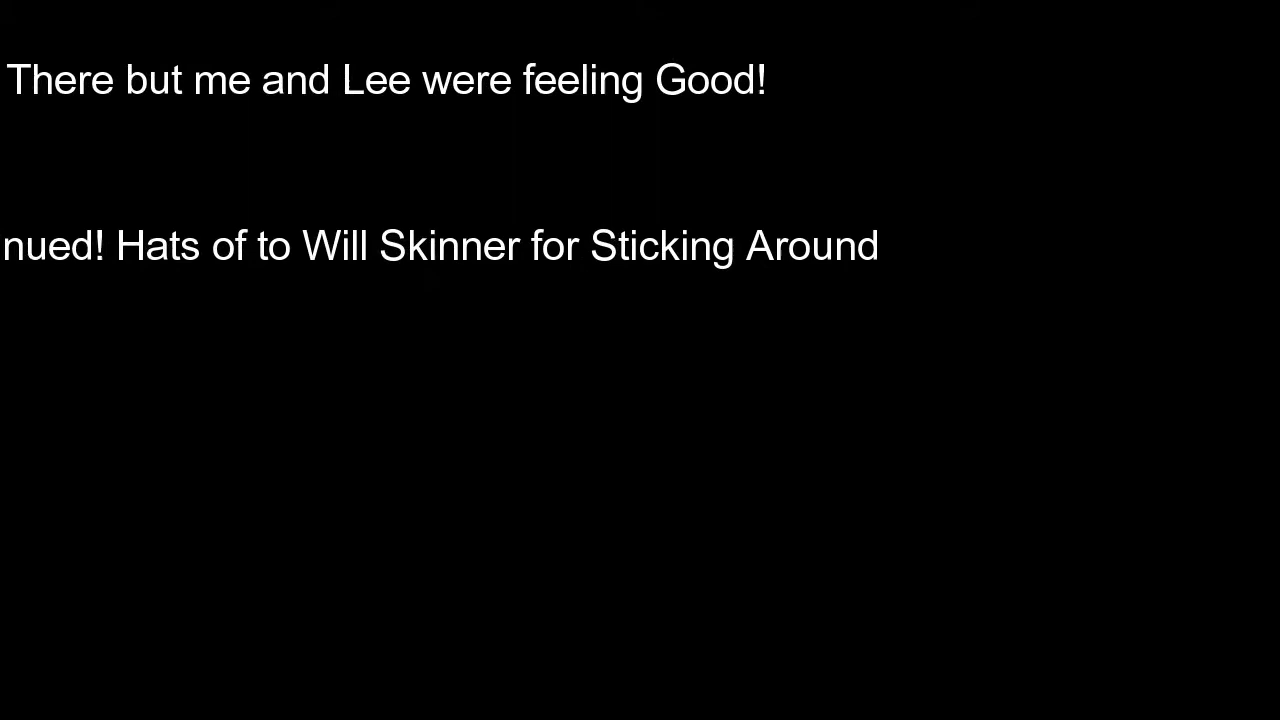 There but me and Lee were feeling Good!
nued! Hats of to Will Skinner for Sticking Around